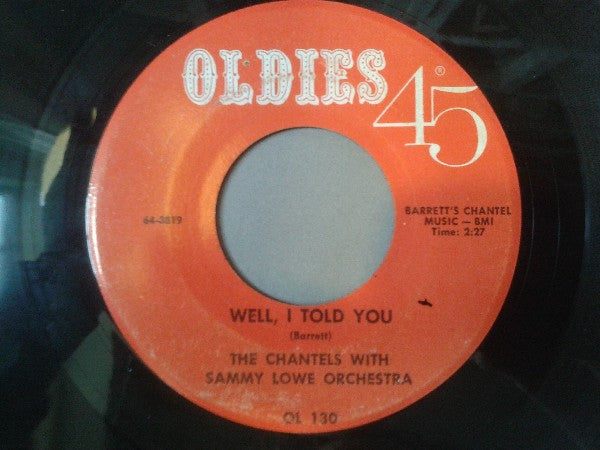 OLDIES 45®
64-3819
BARRETT'S CHANTEL
MUSIC — BMI
Time: 2:27
WELL, I TOLD YOU
(Barrett)
THE CHANTELS WITH
SAMMY LOWE ORCHESTRA
OL 130